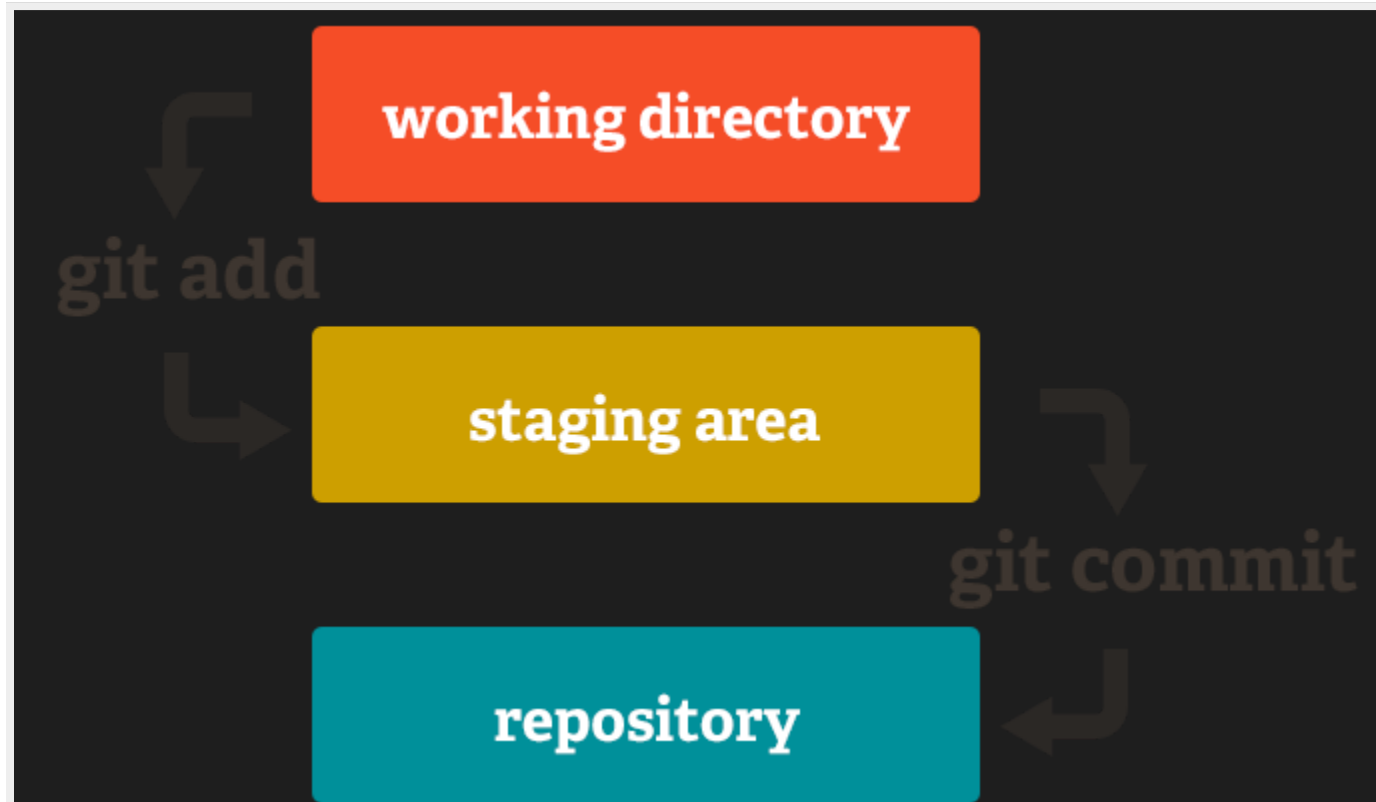 working directory
git add
staging area
git commit
repository